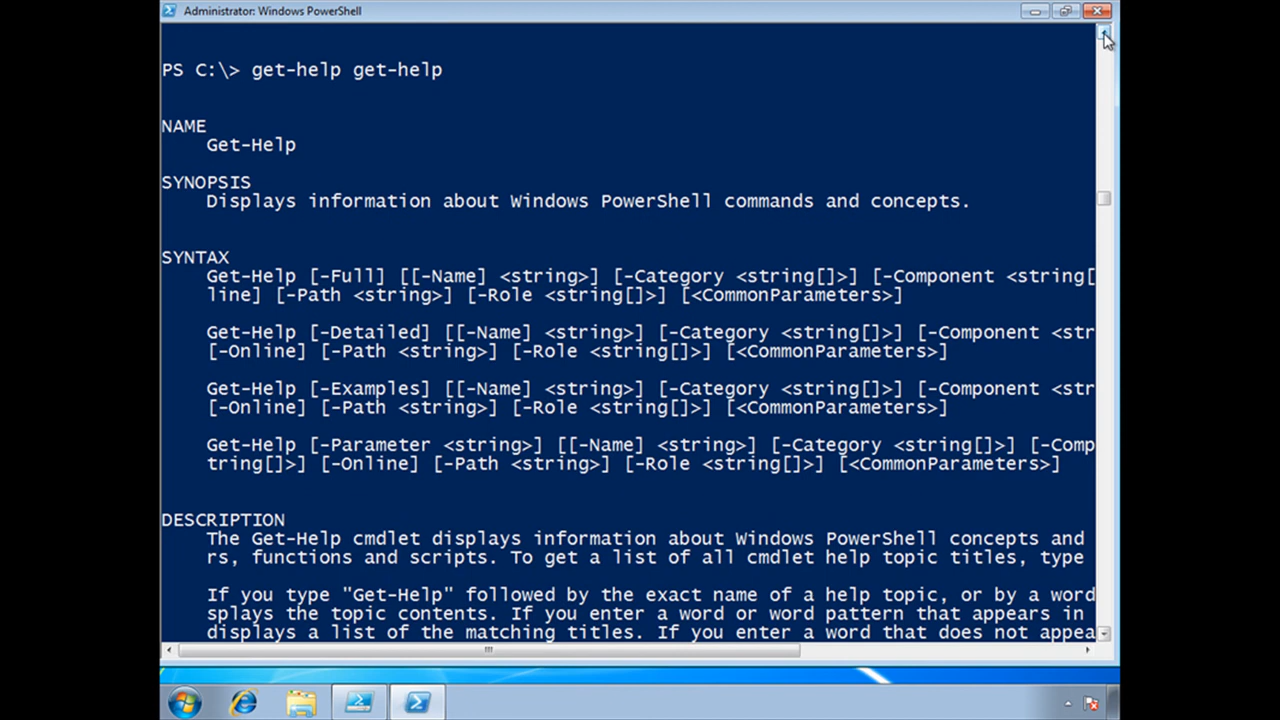 Administrator: Windows PowerShell
PS C:\> get-help get-help
NAME
Get-Help
SYNOPSIS
Displays information about Windows PowerShell commands and concepts.
SYNTAX
Get-Help [-Full] [[-Name] <string>] [-Category <string[]>] [-Component <string[
line] [-Path <string>] [-Role <string[]>] [<CommonParameters>]
Get-Help [-Detailed] [[-Name] <string>] [-Category <string[]>] [-Component <str
[-Online] [-Path <string>] [-Role <string[]>] [<CommonParameters>]
Get-Help [-Examples] [[-Name] <string>] [-Category <string[]>] [-Component <str
[-Online] [-Path <string>] [-Role <string[]>] [<CommonParameters>]
Get-Help [-Parameter <string>] [[-Name] <string>] [-Category <string[]>] [-Comp
tring[]>] [-Online] [-Path <string>] [-Role <string[]>] [<CommonParameters>]
DESCRIPTION
The Get-Help cmdlet displays information about Windows PowerShell concepts and
rs, functions and scripts. To get a list of all cmdlet help topic titles, type
If you type "Get-Help" followed by the exact name of a help topic, or by a word
splays the topic contents. If you enter a word or word pattern that appears in
displays a list of the matching titles. If you enter a word that does not appea